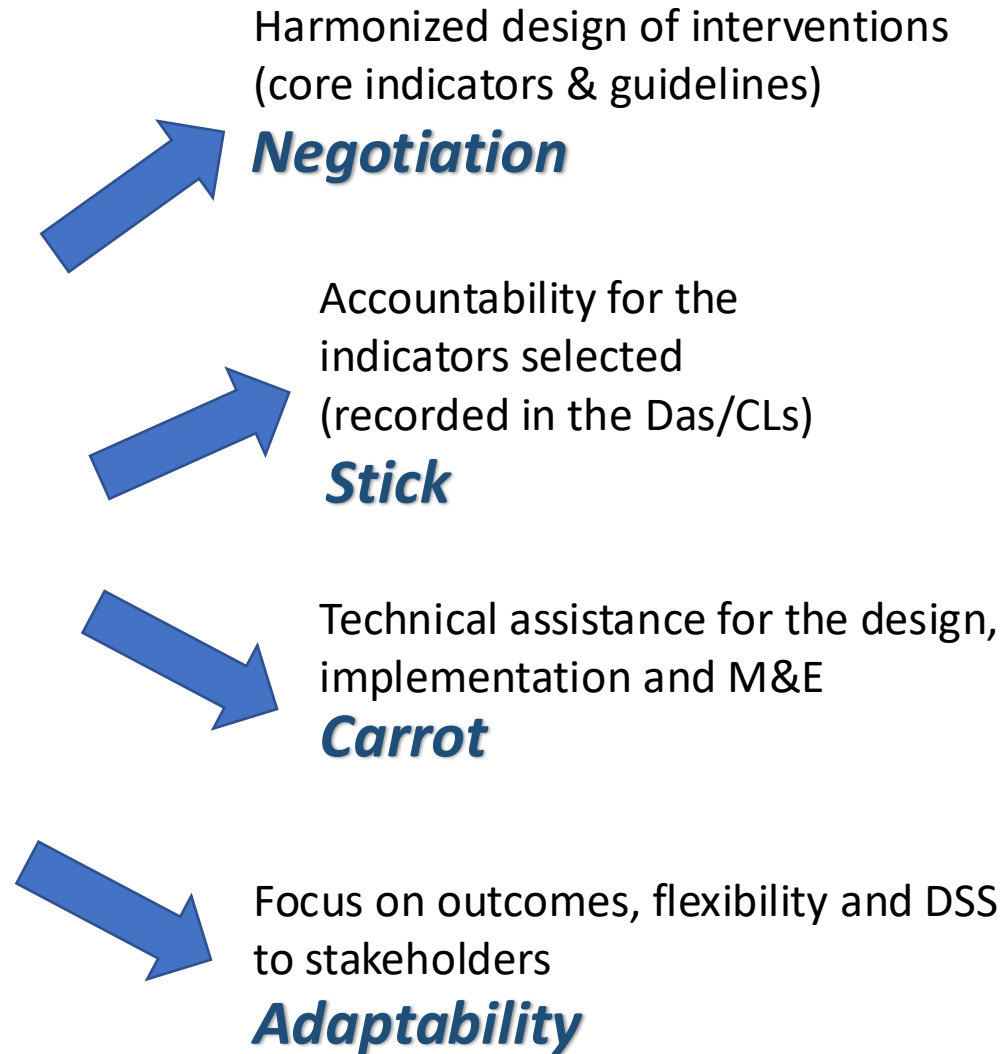 Harmonized design of interventions
(core indicators & guidelines)
Negotiation
Accountability for the
indicators selected
(recorded in the Das/CLs)
Stick
Technical assistance for the design,
implementation and M&E
Carrot
Focus on outcomes, flexibility and DSS
to stakeholders
Adaptability